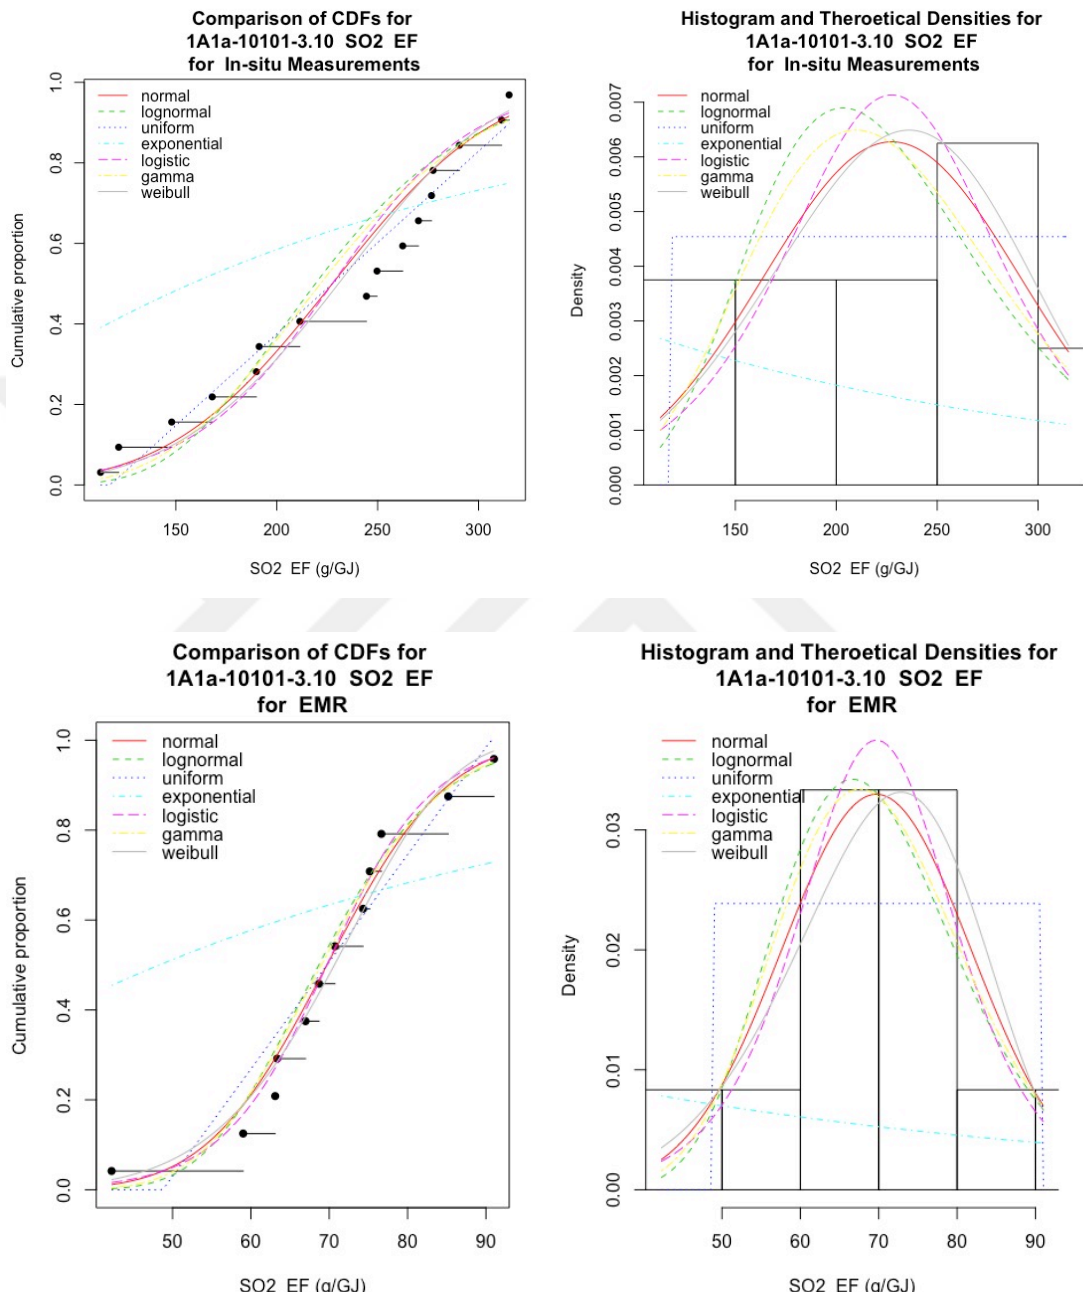 Comparison of CDFs for
1A1a-10101-3.10 SO2 EF
for In-situ Measurements
normal
lognormal
uniform
exponential
logistic
gamma
weibull
Cumulative proportion
0.0
0.2
0.4
0.6
0.8
1.0
150
200
250
300
SO2 EF (g/GJ)
Histogram and Theroetical Densities for
1A1a-10101-3.10 SO2 EF
for In-situ Measurements
normal
lognormal
uniform
exponential
logistic
gamma
weibull
Density
0.000
0.001
0.002
0.003
0.004
0.005
0.006
0.007
150
200
250
300
SO2 EF (g/GJ)
Comparison of CDFs for
1A1a-10101-3.10 SO2 EF
for EMR
normal
lognormal
uniform
exponential
logistic
gamma
weibull
Cumulative proportion
0.0
0.2
0.4
0.6
0.8
1.0
50
60
70
80
90
SO2 EF (g/GJ)
Histogram and Theroetical Densities for
1A1a-10101-3.10 SO2 EF
for EMR
normal
lognormal
uniform
exponential
logistic
gamma
weibull
Density
0.00
0.01
0.02
0.03
50
60
70
80
90
SO2 EF (g/GJ)